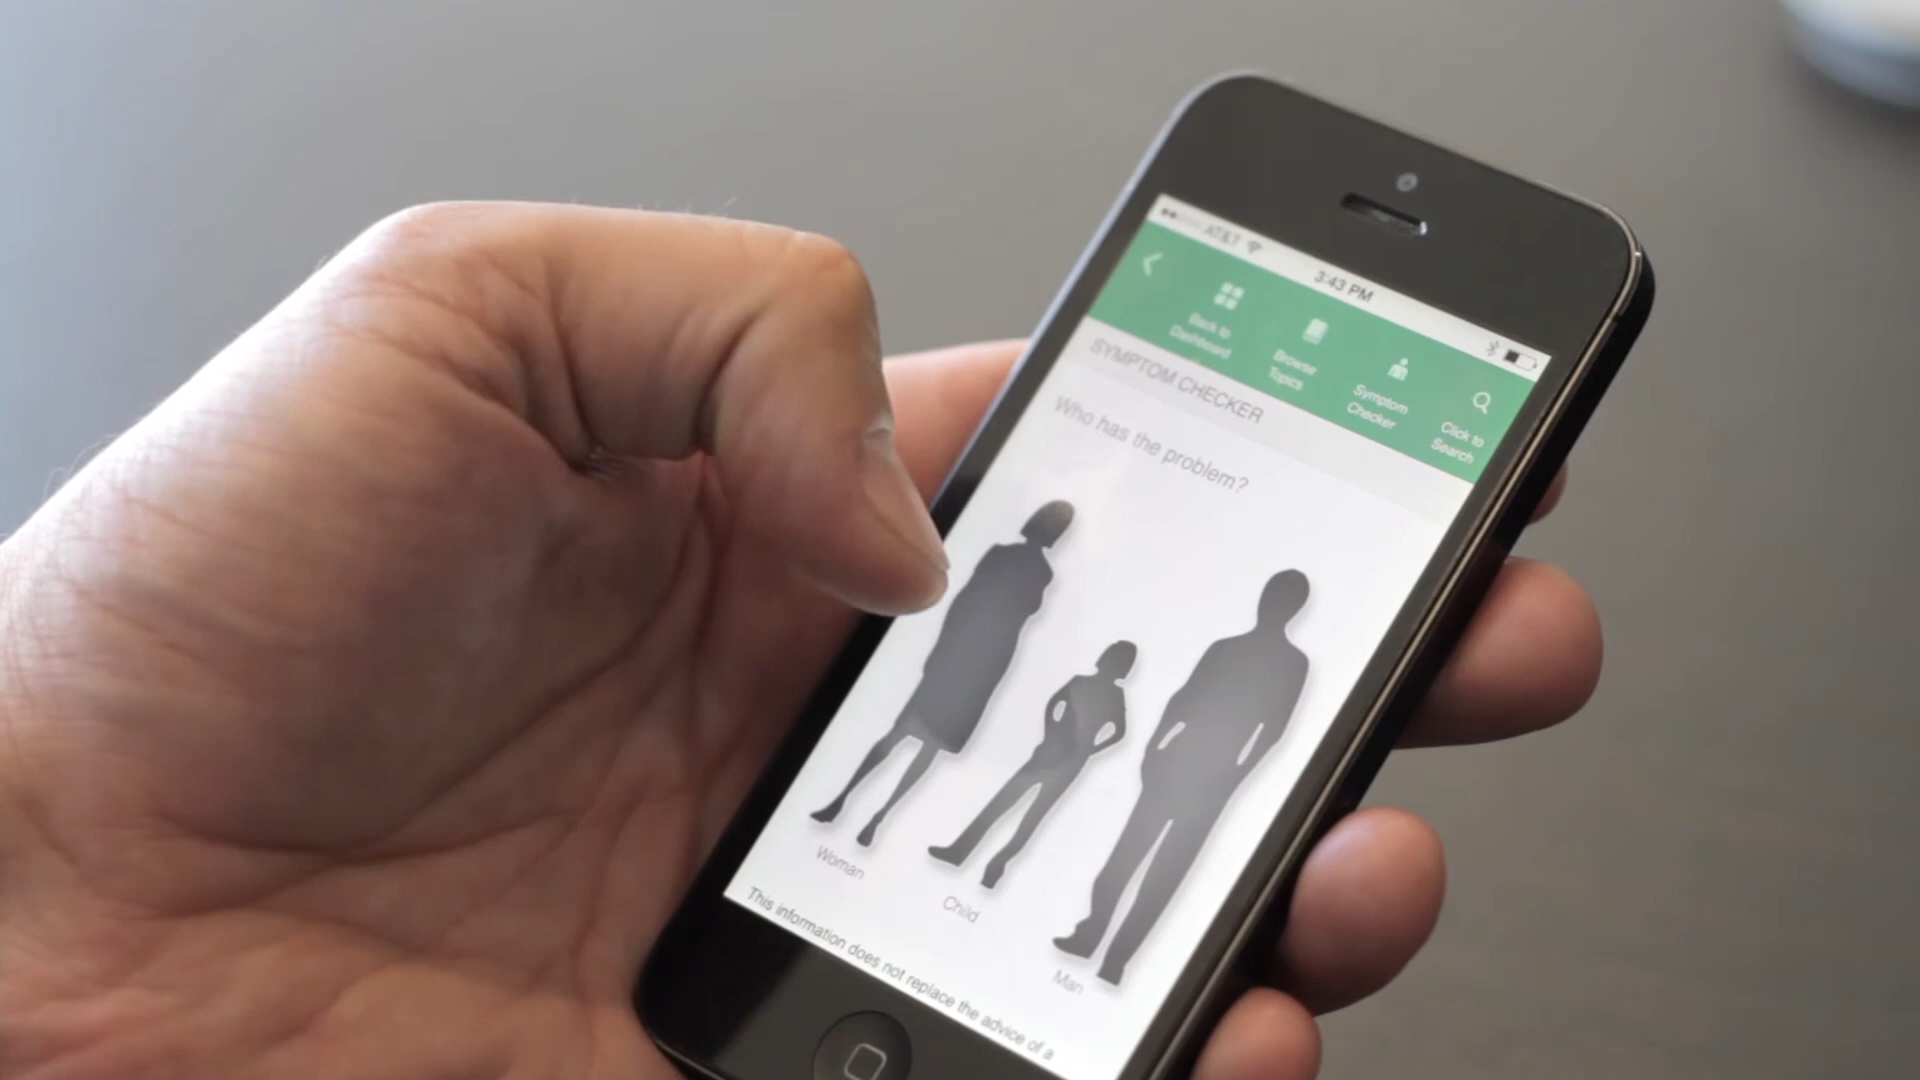 AT&T
3:43 PM
Back to
Dashboard
Browse
Topics
Symptom
Checker
Click to
Search
SYMPTOM CHECKER
Who has the problem?
Woman
Child
Man
This information does not replace the advice of a